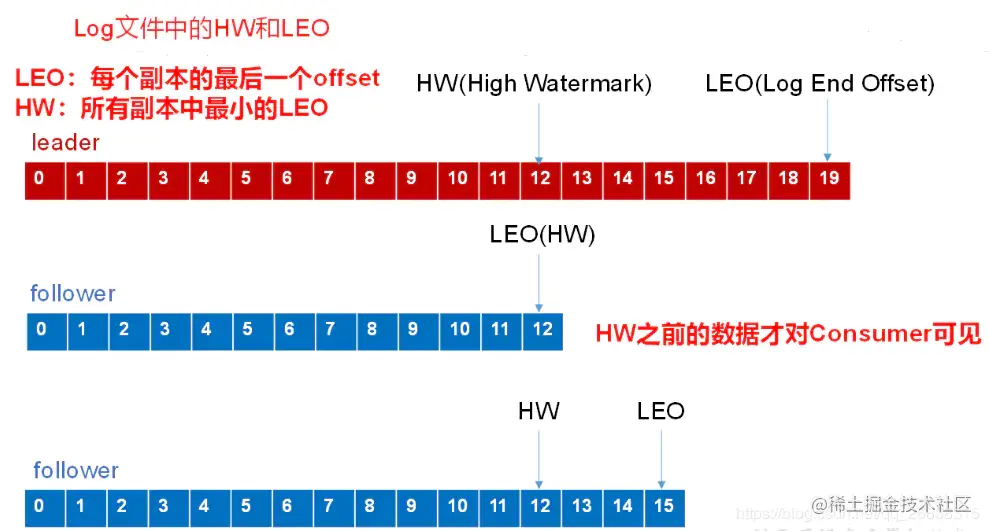 Log文件中的HW和LEO
LEO：每个副本的最后一个offset
HW：所有副本中最小的LEO
HW(High Watermark)
LEO(Log End Offset)
leader
0 1 2 3 4 5 6 7 8 9 10 11 12 13 14 15 16 17 18 19
LEO(HW)
follower
0 1 2 3 4 5 6 7 8 9 10 11 12
HW之前的数据才对Consumer可见
HW
LEO
follower
0 1 2 3 4 5 6 7 8 9 10 11 12 13 14 15
@稀土掘金技术社区